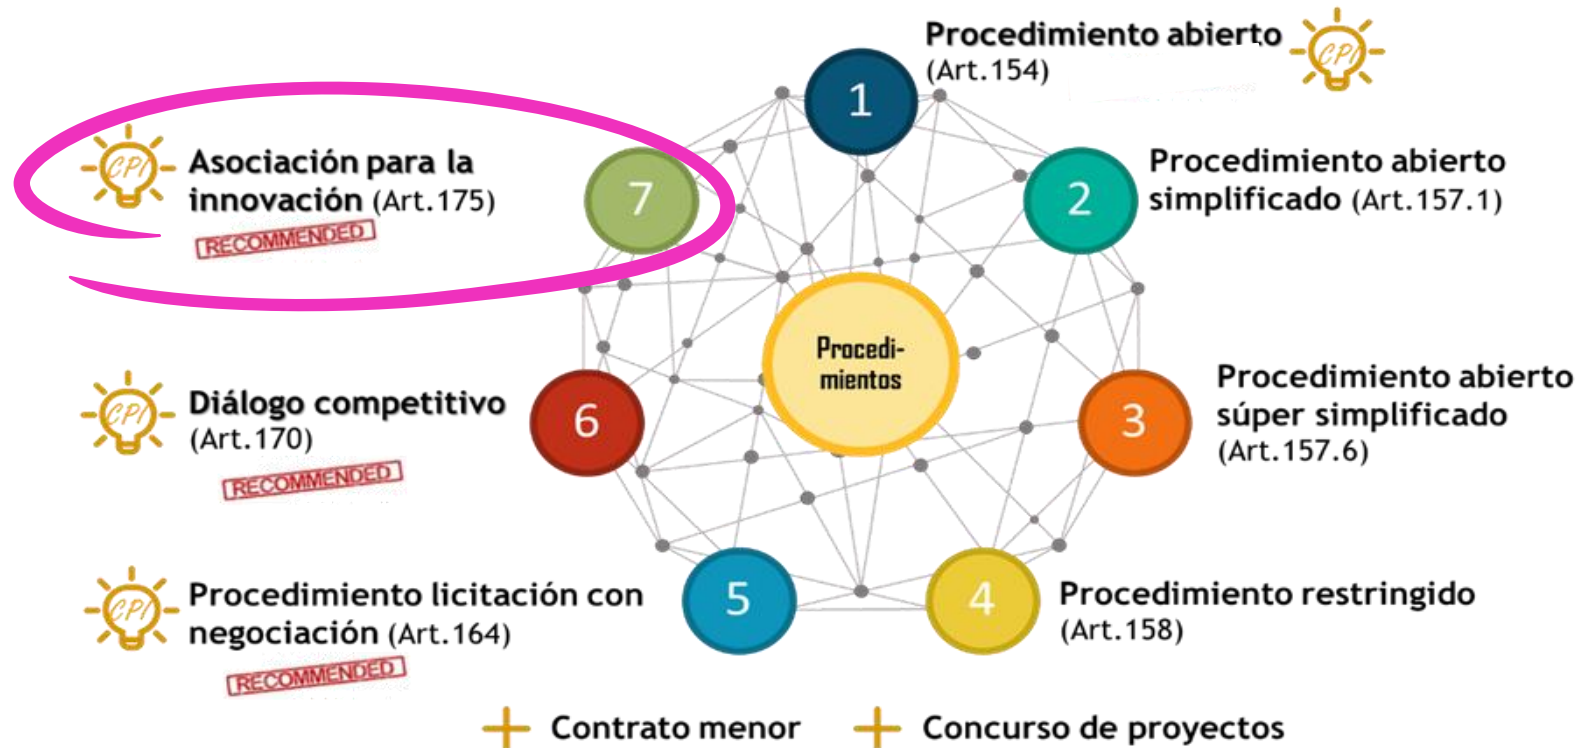 Procedimiento abierto
(Art.154)
CPI
1
CPI
Asociación para la
innovación (Art.175)
RECOMMENDED
7
2
Procedimiento abierto
simplificado (Art.157.1)
Procedi-
mientos
CPI
Diálogo competitivo
(Art.170)
RECOMMENDED
6
3
Procedimiento abierto
súper simplificado
(Art.157.6)
CPI
Procedimiento licitación con
negociación (Art.164)
RECOMMENDED
5
4
Procedimiento restringido
(Art.158)
+ Contrato menor
+ Concurso de proyectos